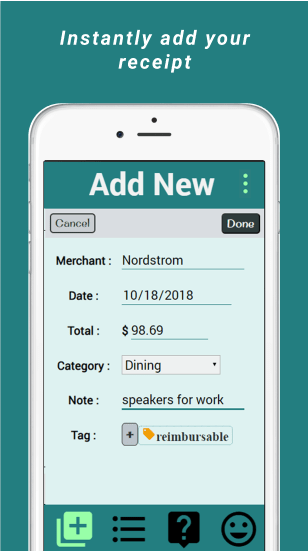 Instantly add your
receipt
Add New
Cancel Done
Merchant : Nordstrom
Date : 10/18/2018
Total : $ 98.69
Category : Dining
Note : speakers for work
Tag : + reimbursable